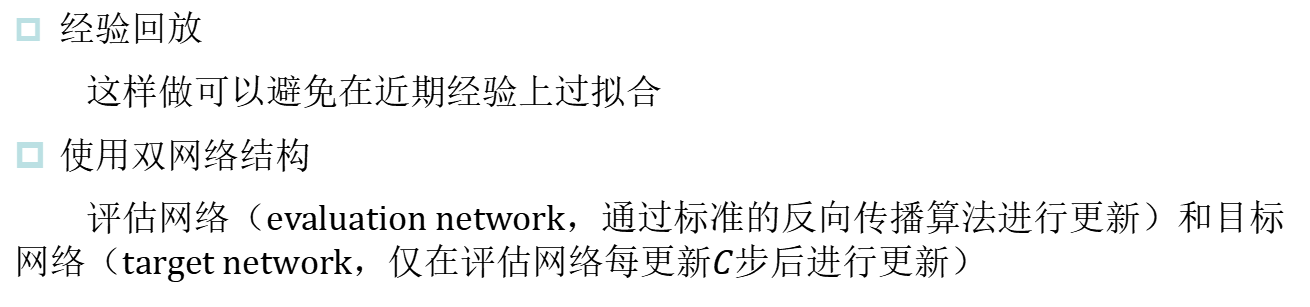 经验回放
这样做可以避免在近期经验上过拟合
使用双网络结构
评估网络（evaluation network，通过标准的反向传播算法进行更新）和目标
网络（target network，仅在评估网络每更新C步后进行更新）